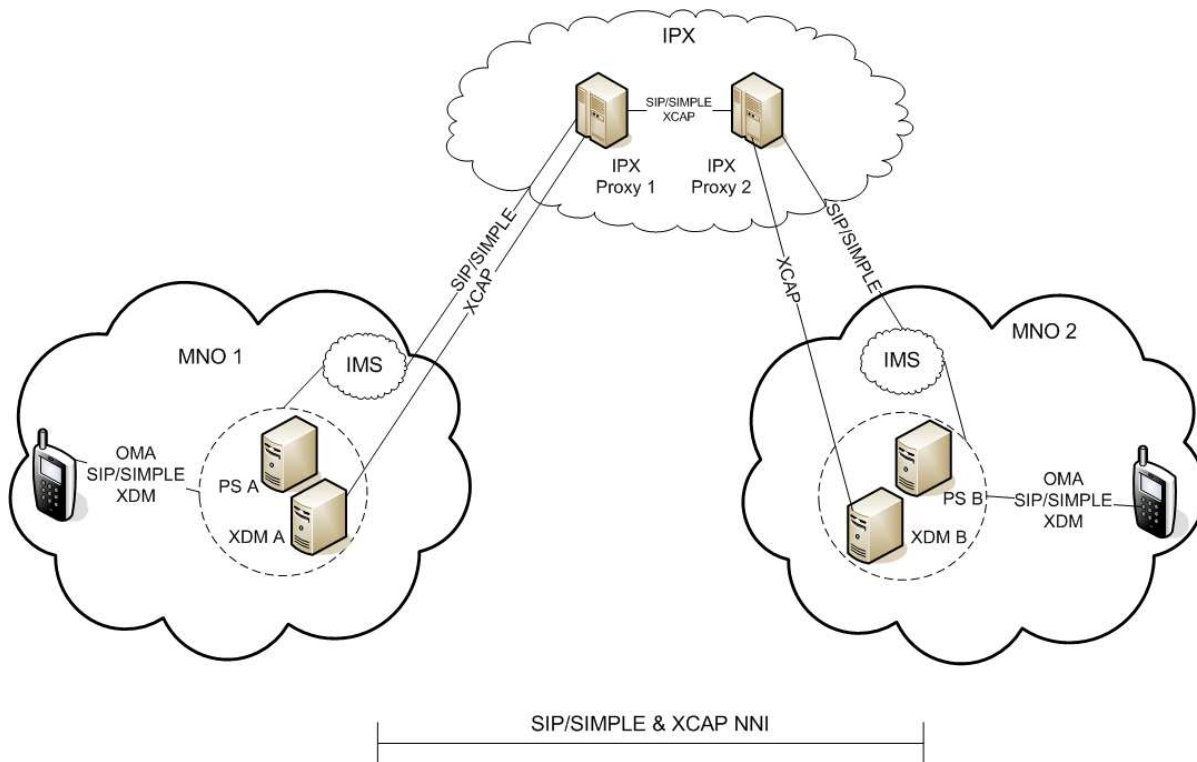 IPX
SIP/SIMPLE
XCAP
IPX
Proxy 1
IPX
Proxy 2
SIP/SIMPLE
XCAP
XCAP
SIP/SIMPLE
MNO 1
IMS
OMA
SIP/SIMPLE
XDM
PS A
XDM A
MNO 2
IMS
PS B
XDM B
OMA
SIP/SIMPLE
XDM
SIP/SIMPLE & XCAP NNI